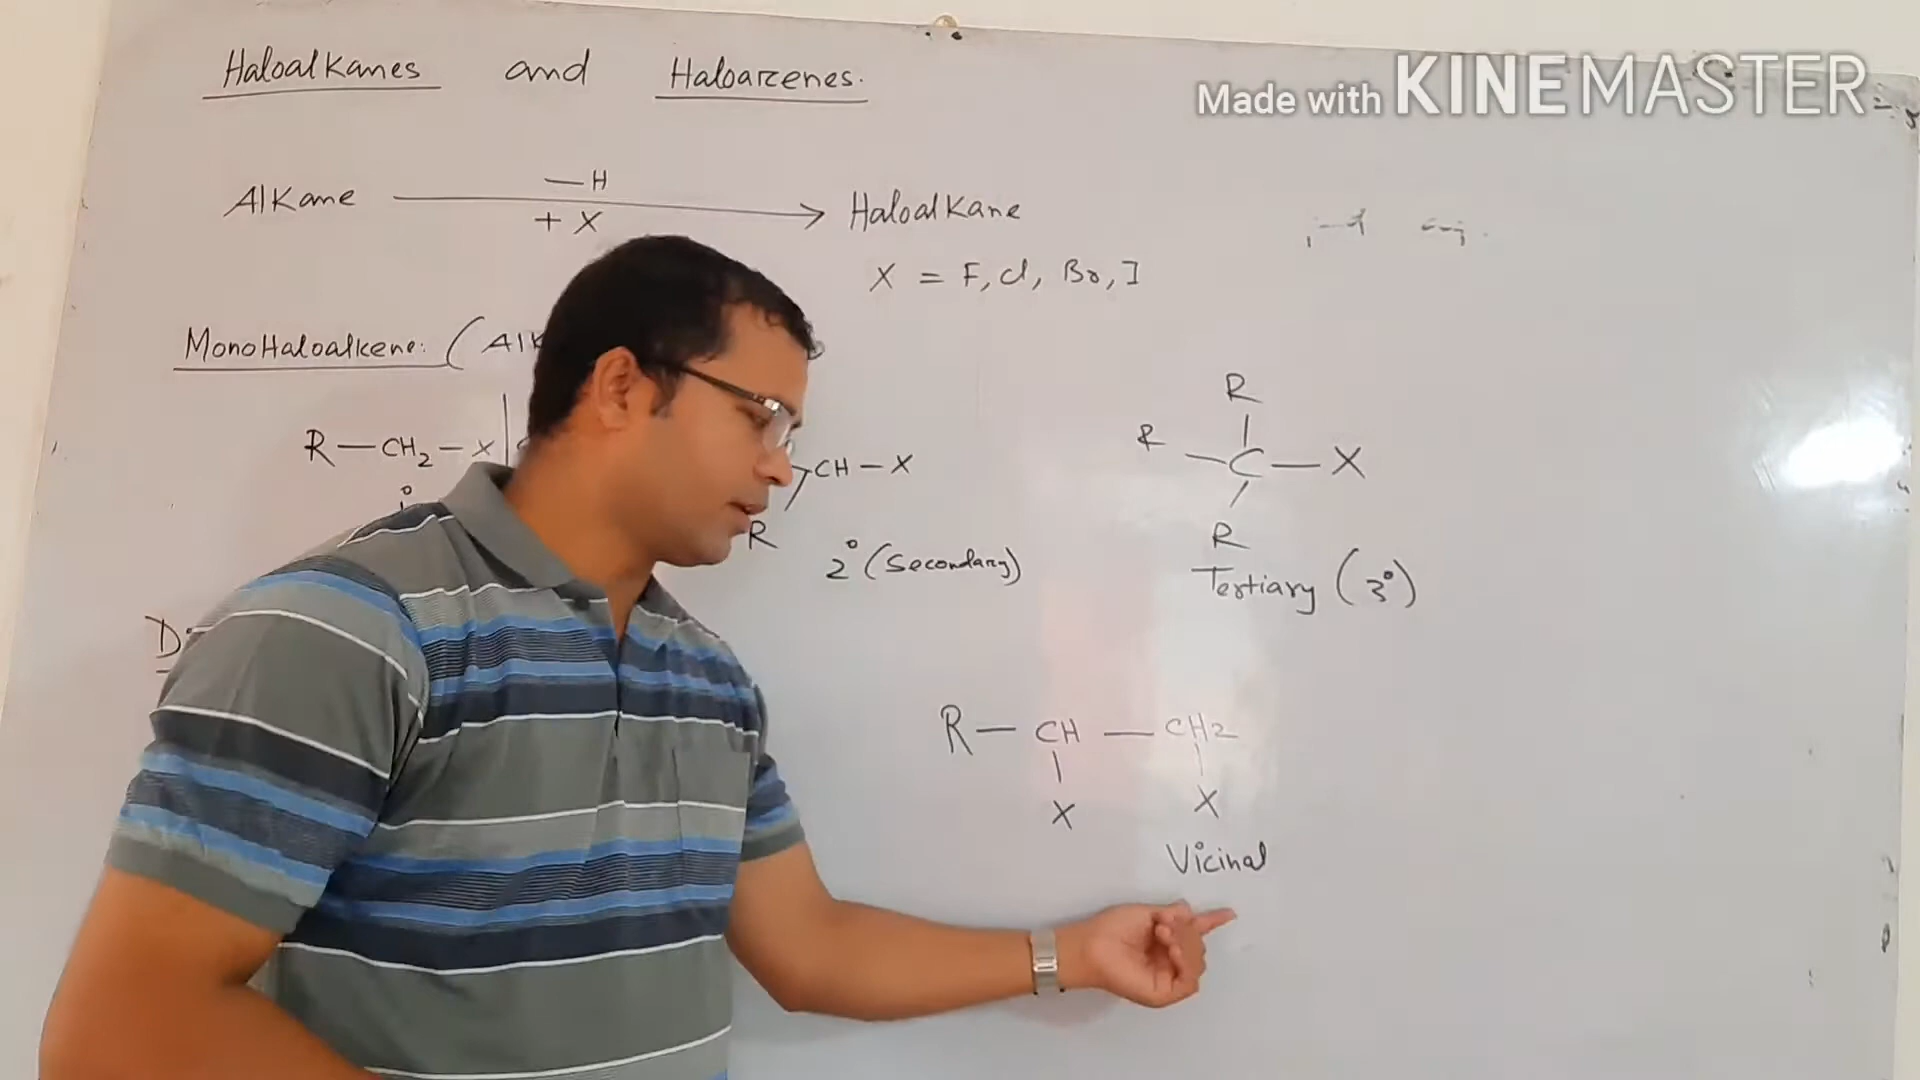 Haloalkanes and Haloarenes.
Made with KINEMASTER
— H
Alkane ⟶ Haloalkane
+ X
X = F, Cl, Br, I
MonoHaloalkene: (Alk
R
R — CH2 — X
CH — X
R — C — X
R
R
2° (Secondary)
Tertiary (3°)
R — CH — CH2
X X
Vicinal